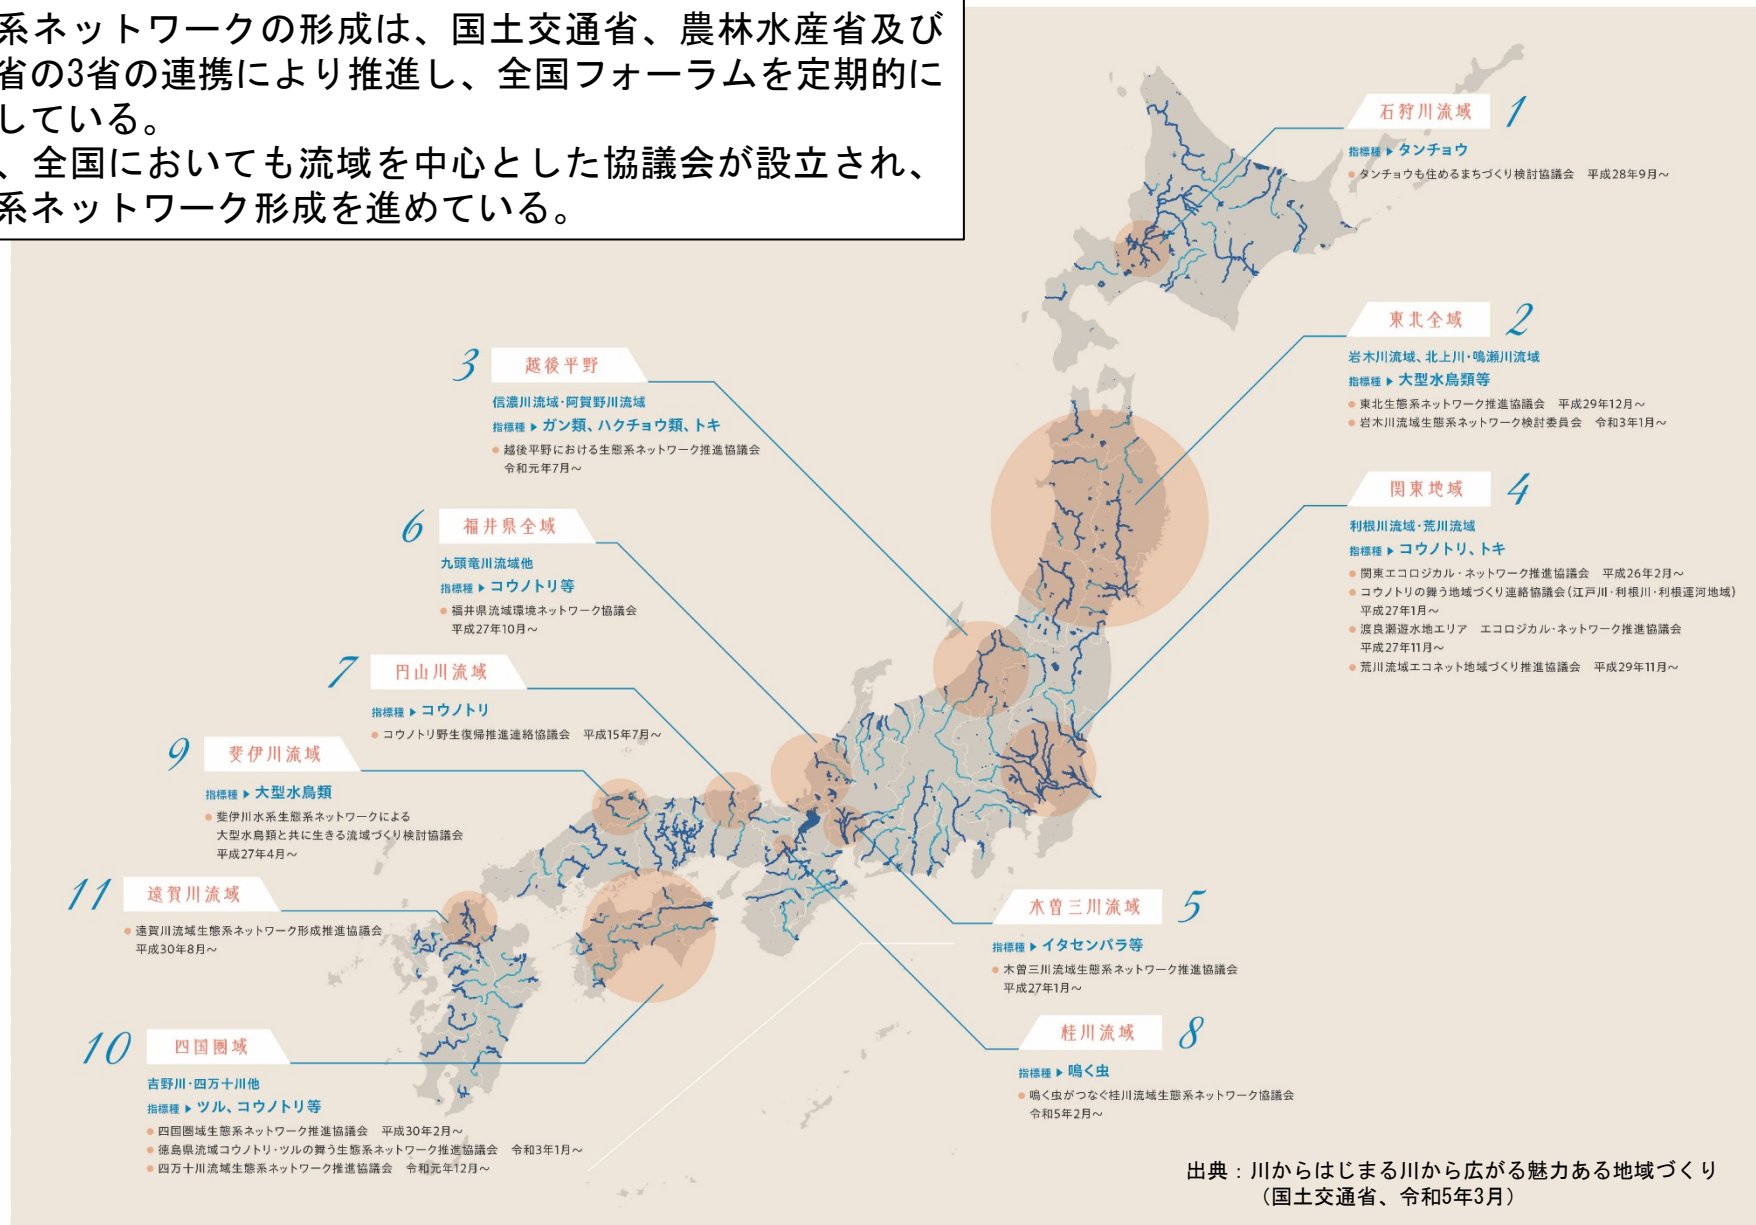 系ネットワークの形成は、国土交通省、農林水産省及び
省の3省の連携により推進し、全国フォーラムを定期的に
している。
、全国においても流域を中心とした協議会が設立され、
系ネットワーク形成を進めている。
石狩川流域 1
指標種▶タンチョウ
● タンチョウも住めるまちづくり検討協議会 平成28年9月～
東北全域 2
岩木川流域、北上川・鳴瀬川流域
指標種▶大型水鳥類等
● 東北生態系ネットワーク推進協議会 平成29年12月～
● 岩木川流域生態系ネットワーク検討委員会 令和3年1月～
3 越後平野
信濃川流域・阿賀野川流域
指標種▶ガン類、ハクチョウ類、トキ
● 越後平野における生態系ネットワーク推進協議会
令和元年7月～
関東地域 4
利根川流域・荒川流域
指標種▶コウノトリ、トキ
● 関東エコロジカル・ネットワーク推進協議会 平成26年2月～
● コウノトリの舞う地域づくり連絡協議会（江戸川・利根川・利根運河地域）
平成27年1月～
● 渡良瀬遊水地エリア エコロジカル・ネットワーク推進協議会
平成27年11月～
● 荒川流域エコネット地域づくり推進協議会 平成29年11月～
6 福井県全域
九頭竜川流域他
指標種▶コウノトリ等
● 福井県流域環境ネットワーク協議会
平成27年10月～
7 円山川流域
指標種▶コウノトリ
● コウノトリ野生復帰推進連絡協議会 平成15年7月～
9 斐伊川流域
指標種▶大型水鳥類
● 斐伊川水系生態系ネットワークによる
大型水鳥類と共に生きる流域づくり検討協議会
平成27年4月～
11 遠賀川流域
● 遠賀川流域生態系ネットワーク形成推進協議会
平成30年8月～
木曽三川流域 5
指標種▶イタセンパラ等
● 木曽三川流域生態系ネットワーク推進協議会
平成27年1月～
桂川流域 8
指標種▶鳴く虫
● 鳴く虫がつなぐ桂川流域生態系ネットワーク協議会
令和5年2月～
10 四国圏域
吉野川・四万十川他
指標種▶ツル、コウノトリ等
● 四国圏域生態系ネットワーク推進協議会 平成30年2月～
● 徳島県流域コウノトリ・ツルの舞う生態系ネットワーク推進協議会 令和3年1月～
● 四万十川流域生態系ネットワーク推進協議会 令和元年12月～
出典：川からはじまる川から広がる魅力ある地域づくり
（国土交通省、令和5年3月）